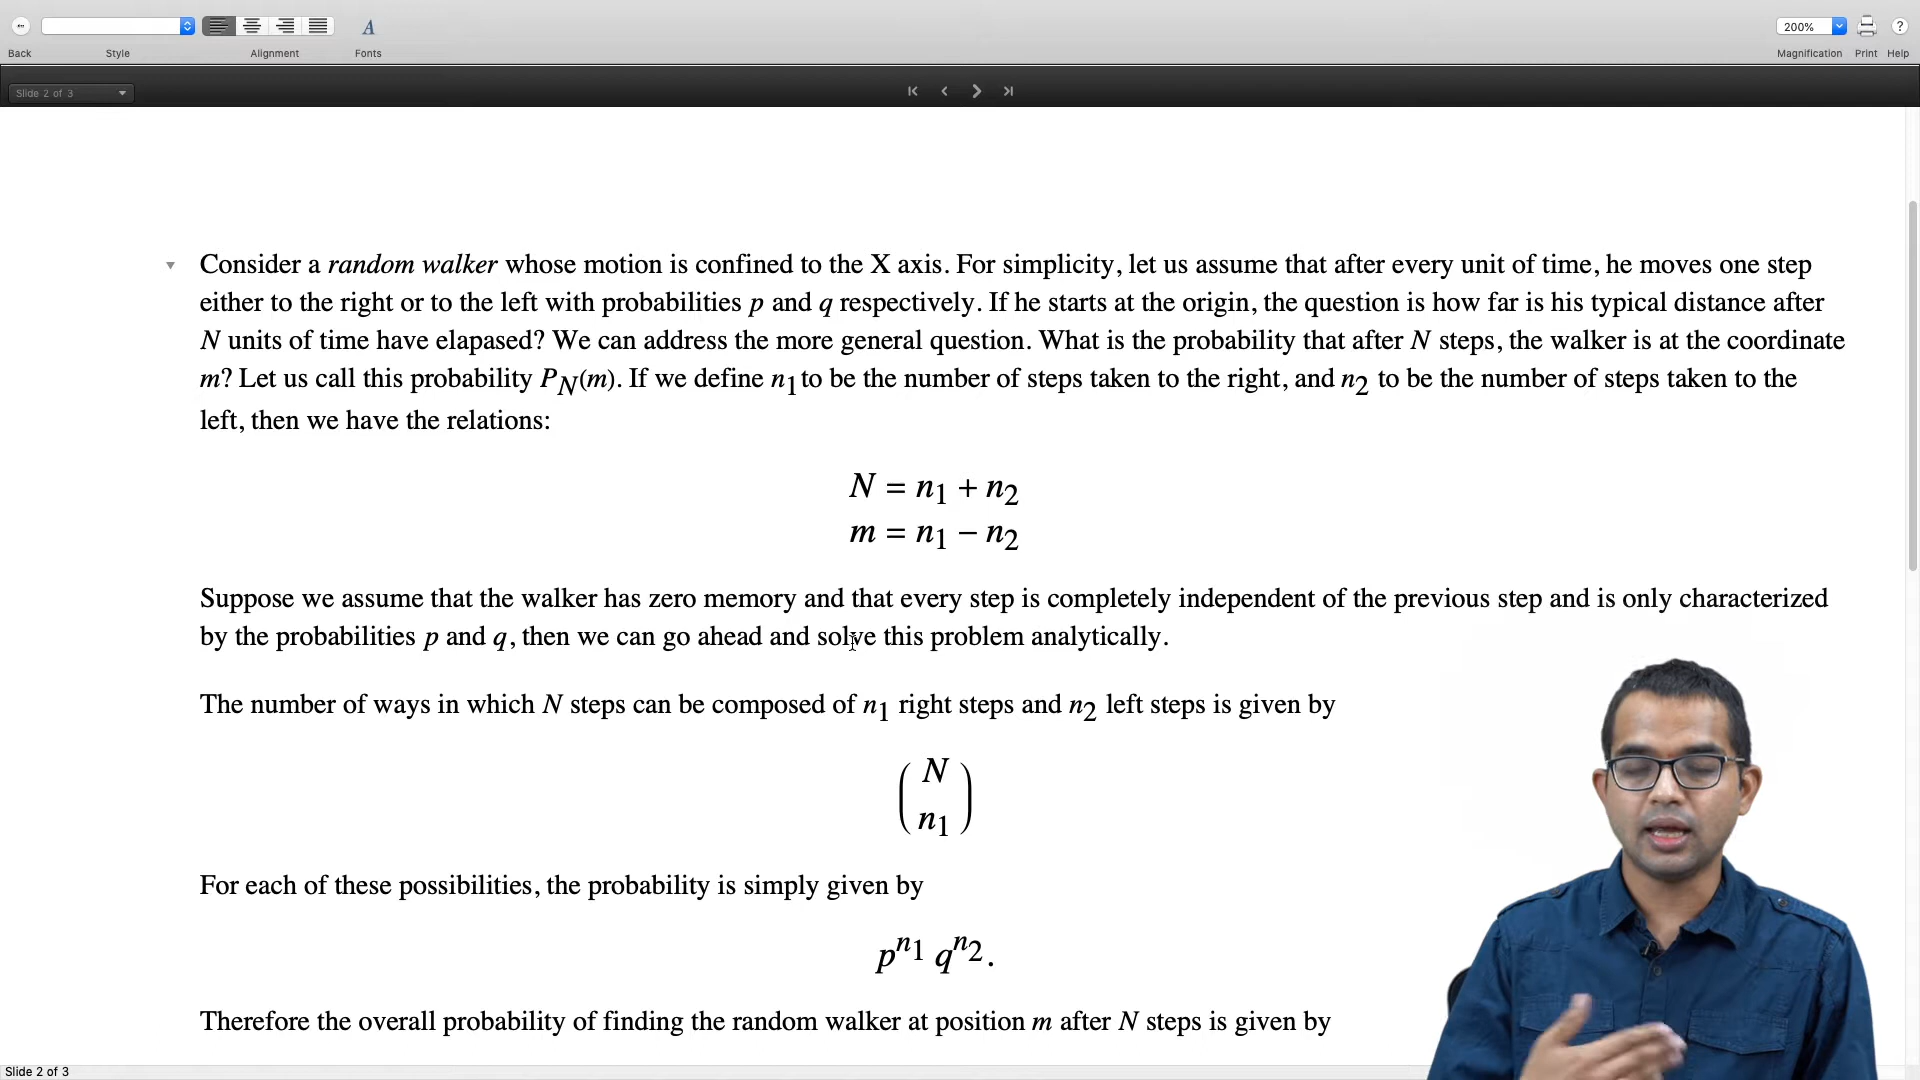 200%
Back
Style
Alignment
Fonts
Magnification
Print
Help
Slide 2 of 3
Consider a random walker whose motion is confined to the X axis. For simplicity, let us assume that after every unit of time, he moves one step
either to the right or to the left with probabilities p and q respectively. If he starts at the origin, the question is how far is his typical distance after
N units of time have elapased? We can address the more general question. What is the probability that after N steps, the walker is at the coordinate
m? Let us call this probability P_N(m). If we define n_1 to be the number of steps taken to the right, and n_2 to be the number of steps taken to the
left, then we have the relations:
N = n_1 + n_2
m = n_1 − n_2
Suppose we assume that the walker has zero memory and that every step is completely independent of the previous step and is only characterized
by the probabilities p and q, then we can go ahead and solve this problem analytically.
The number of ways in which N steps can be composed of n_1 right steps and n_2 left steps is given by
( N
n_1 )
For each of these possibilities, the probability is simply given by
p^{n_1} q^{n_2}.
Therefore the overall probability of finding the random walker at position m after N steps is given by
Slide 2 of 3